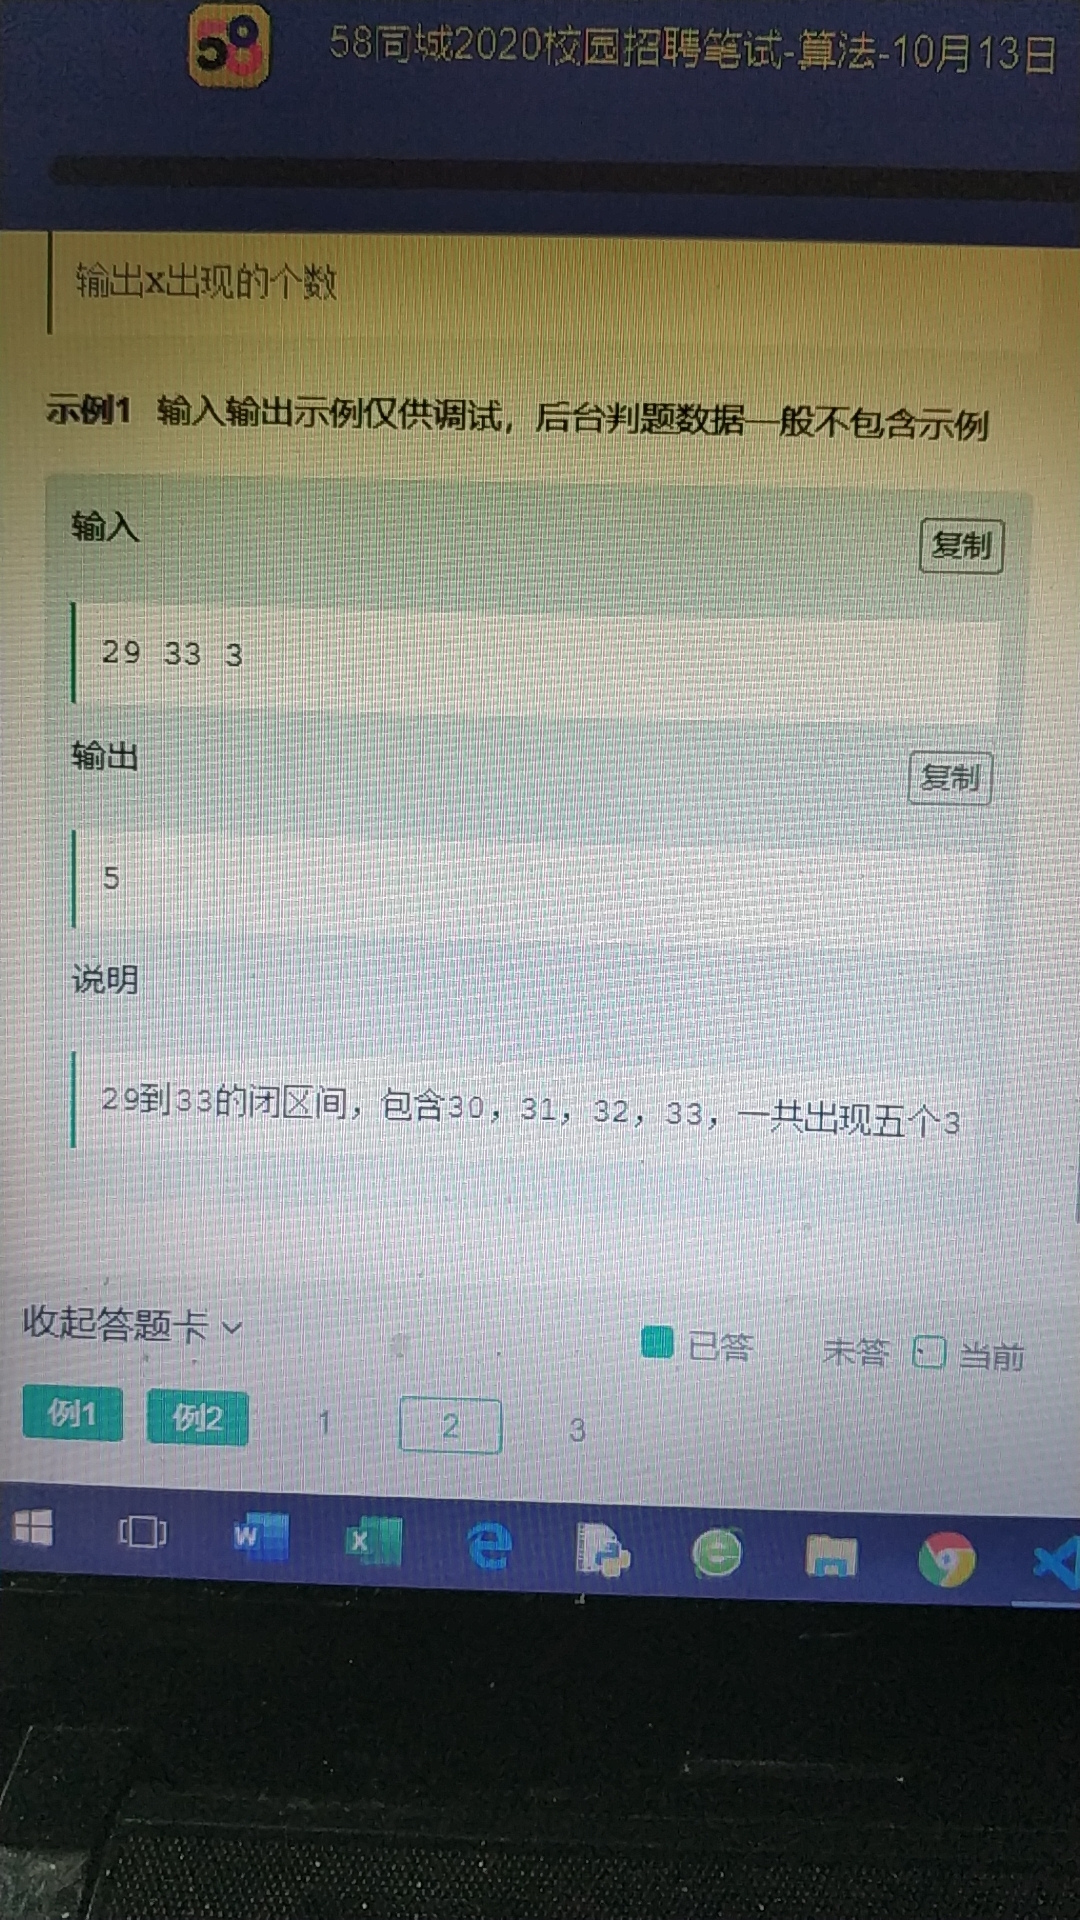 58
58同城2020校园招聘笔试-算法-10月13日
输出x出现的个数
示例1 输入输出示例仅供调试，后台判题数据一般不包含示例
输入
复制
29 33 3
输出
复制
5
说明
29到33的闭区间，包含30，31，32，33，一共出现五个3
收起答题卡
已答 未答 当前
例1 例2 1 2 3